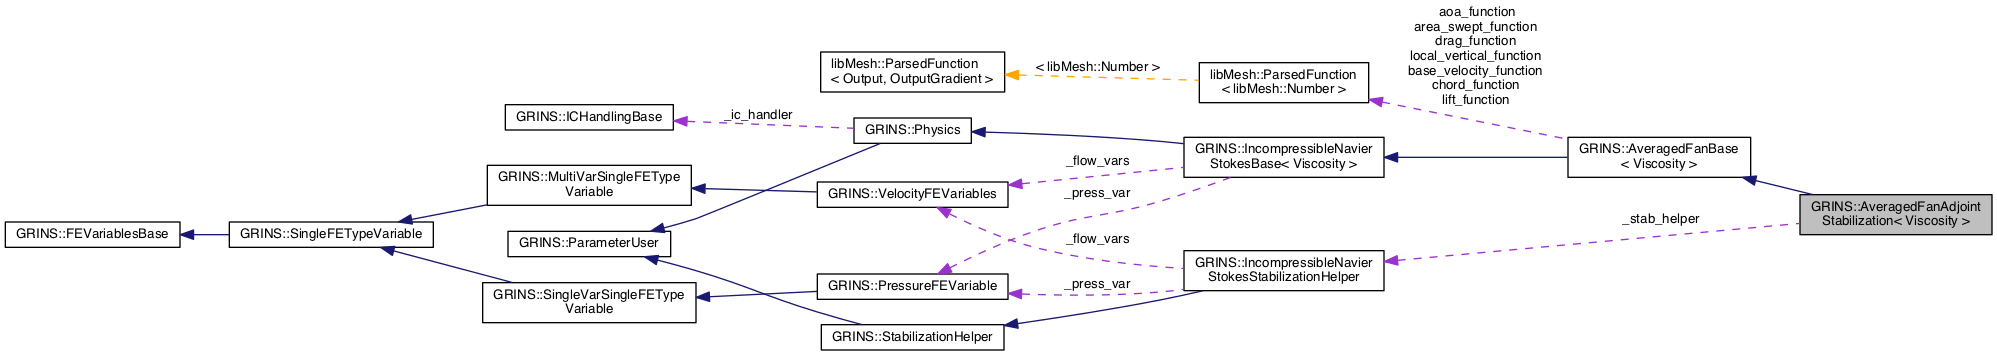 aoa_function
area_swept_function
drag_function
local_vertical_function
base_velocity_function
chord_function
lift_function
libMesh::ParsedFunction
< Output, OutputGradient >
< libMesh::Number >
libMesh::ParsedFunction
< libMesh::Number >
GRINS::ICHandlingBase
_ic_handler
GRINS::Physics
GRINS::IncompressibleNavier
StokesBase< Viscosity >
GRINS::AveragedFanBase
< Viscosity >
GRINS::MultiVarSingleFEType
Variable
GRINS::VelocityFEVariables
_flow_vars
_press_var
GRINS::AveragedFanAdjoint
Stabilization< Viscosity >
GRINS::FEVariablesBase
GRINS::SingleFETypeVariable
GRINS::ParameterUser
_flow_vars
_stab_helper
GRINS::IncompressibleNavier
StokesStabilizationHelper
GRINS::SingleVarSingleFEType
Variable
GRINS::PressureFEVariable
_press_var
GRINS::StabilizationHelper